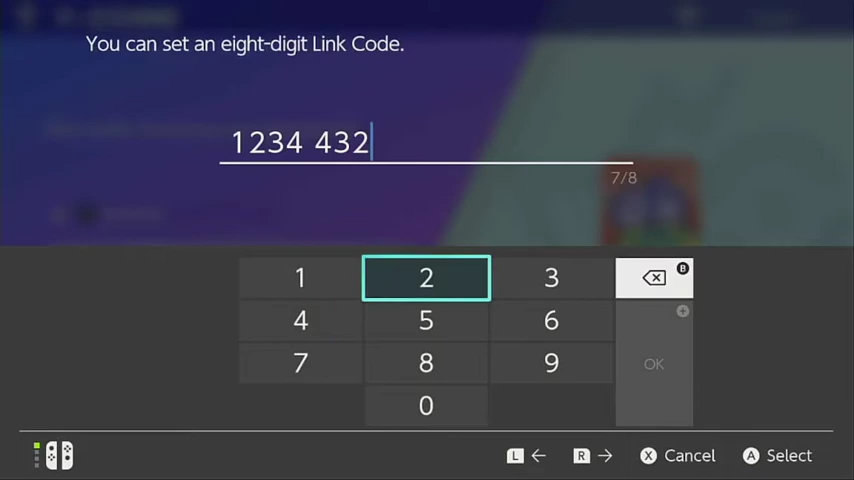 You can set an eight-digit Link Code.
1234 432
7/8
1 2 3 B
4 5 6 +
7 8 9 OK
0
L ← R → X Cancel A Select